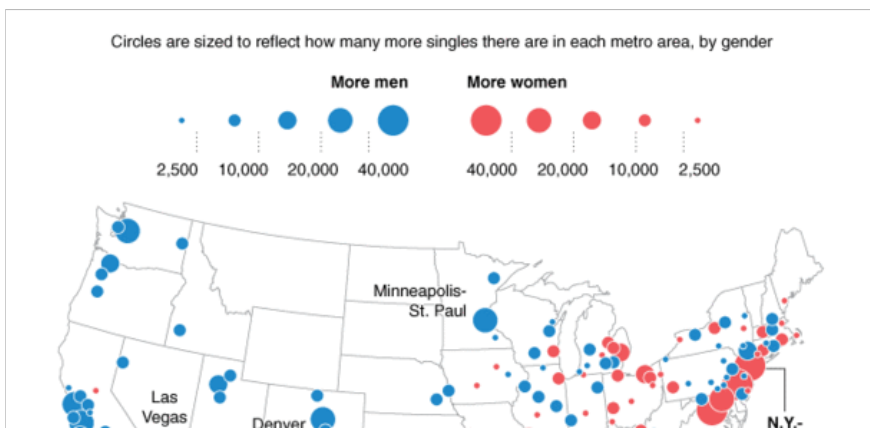 Circles are sized to reflect how many more singles there are in each metro area, by gender
More men
More women
2,500 10,000 20,000 40,000
40,000 20,000 10,000 2,500
Minneapolis-
St. Paul
Las
Vegas
Denver
N.Y.-